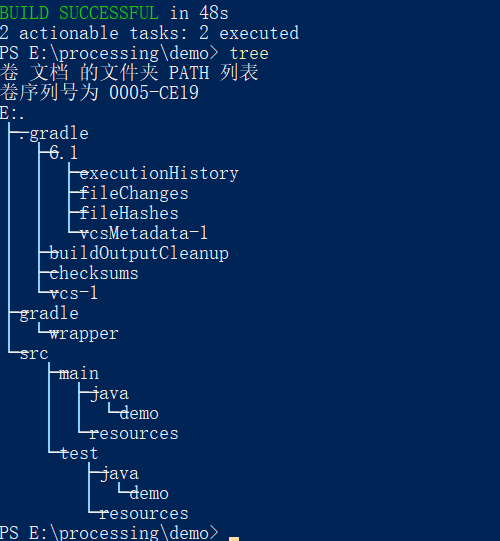 BUILD SUCCESSFUL in 48s
2 actionable tasks: 2 executed
PS E:\processing\demo> tree
卷 文档 的文件夹 PATH 列表
卷序列号为 0005-CE19
E:.
├─.gradle
│  ├─6.1
│  │  ├─executionHistory
│  │  ├─fileChanges
│  │  ├─fileHashes
│  │  └─vcsMetadata-1
│  ├─buildOutputCleanup
│  ├─checksums
│  └─vcs-1
├─gradle
│  └─wrapper
└─src
    ├─main
    │  ├─java
    │  │  └─demo
    │  └─resources
    └─test
        ├─java
        │  └─demo
        └─resources
PS E:\processing\demo>